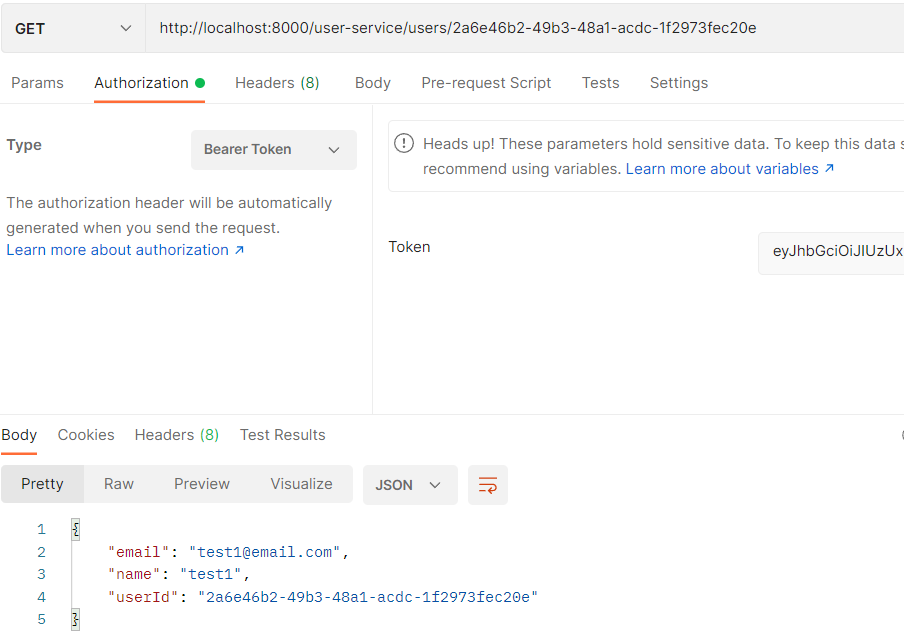 GET http://localhost:8000/user-service/users/2a6e46b2-49b3-48a1-acdc-1f2973fec20e
Params Authorization Headers (8) Body Pre-request Script Tests Settings
Type Bearer Token
The authorization header will be automatically
generated when you send the request.
Learn more about authorization ↗
Heads up! These parameters hold sensitive data. To keep this data s
recommend using variables. Learn more about variables ↗
Token eyJhbGciOiJIUzUx
Body Cookies Headers (8) Test Results
Pretty Raw Preview Visualize JSON
1 {
2 "email": "test1@email.com",
3 "name": "test1",
4 "userId": "2a6e46b2-49b3-48a1-acdc-1f2973fec20e"
5 }